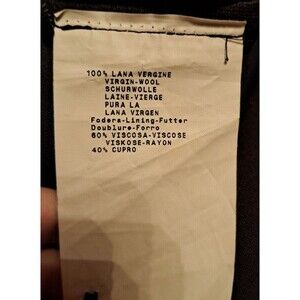 100% LANA VERGINE
VIRGIN-WOOL
SCHURWOLLE
LAINE-VIERGE
PURA LA
LANA VIRGEN
Fodera-Lining-Futter
Doublure-Forro
60% VISCOSA-VISCOSE
VISKOSE-RAYON
40% CUPRO